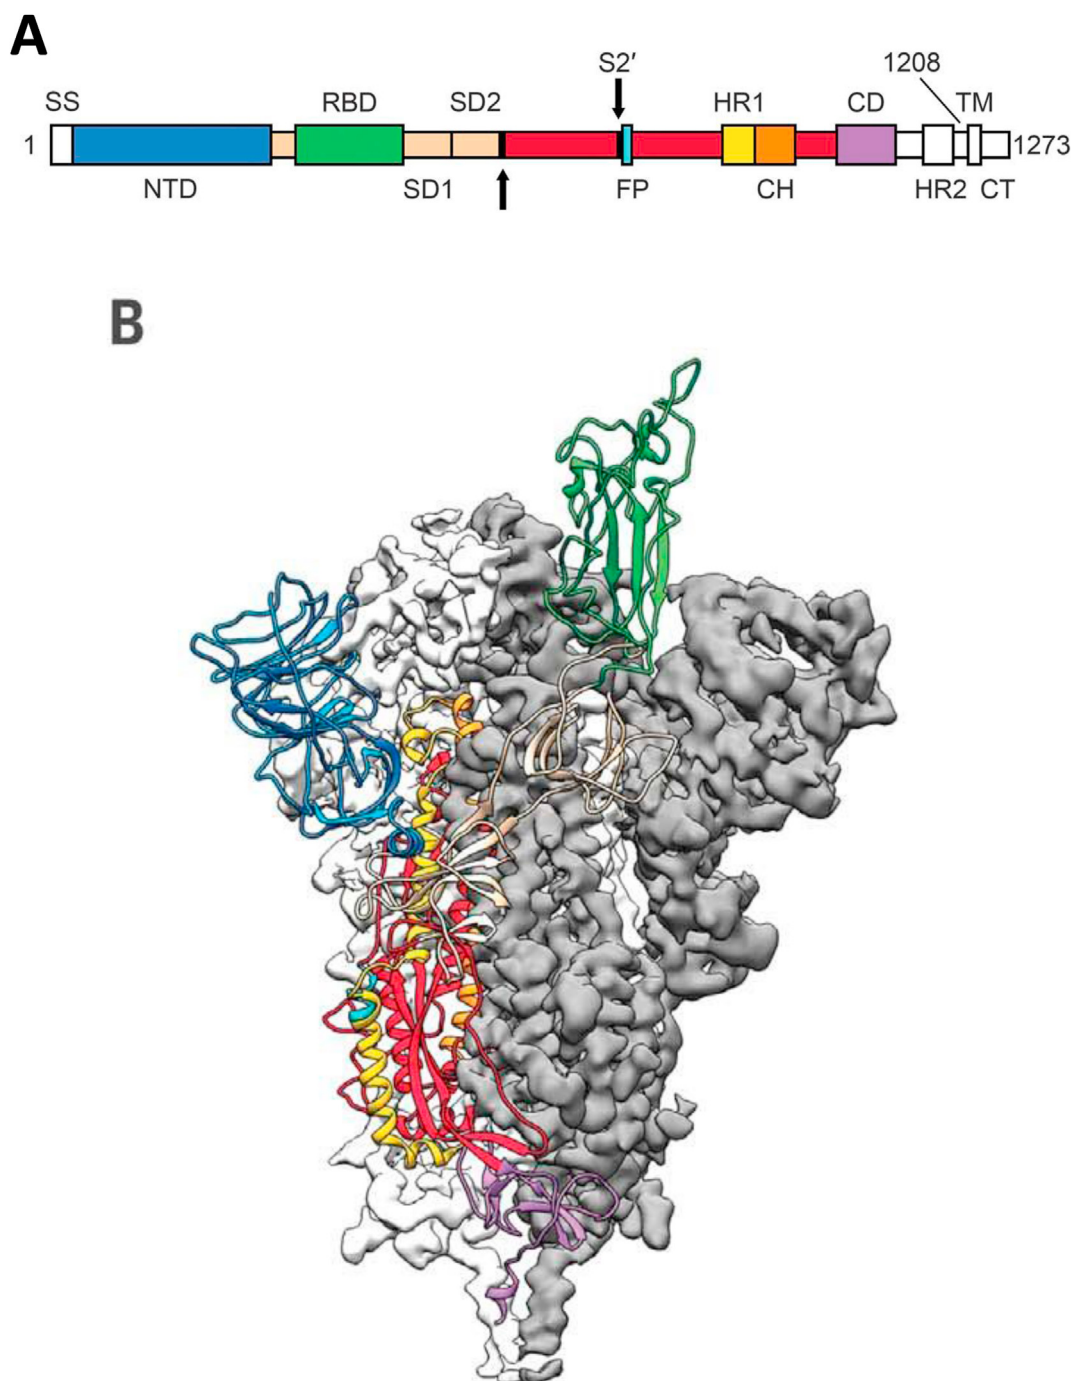 A
S2′ 1208
SS RBD SD2 HR1 CD TM
1 1273
NTD SD1 FP CH HR2 CT
B